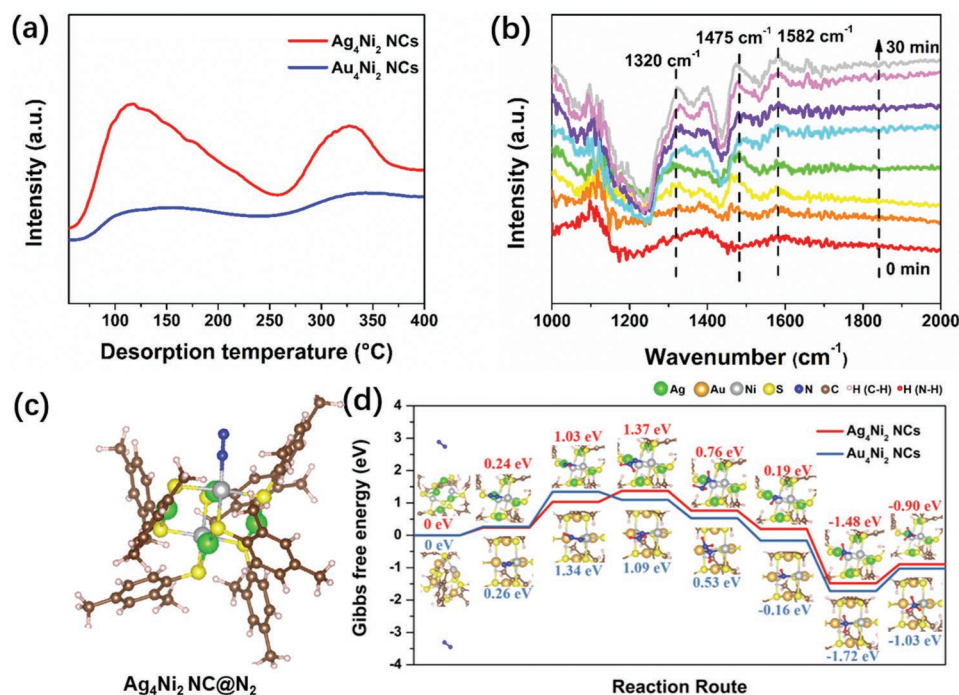 (a)
Ag₄Ni₂ NCs
Au₄Ni₂ NCs
Intensity (a.u.)
100 150 200 250 300 350 400
Desorption temperature (°C)
(b)
1475 cm⁻¹ 1582 cm⁻¹ 30 min
1320 cm⁻¹
0 min
Intensity (a.u.)
1000 1200 1400 1600 1800 2000
Wavenumber (cm⁻¹)
(c)
Ag₄Ni₂ NC@N₂
Ag Au Ni S N C H (C-H) H (N-H)
(d)
Ag₄Ni₂ NCs
Au₄Ni₂ NCs
Gibbs free energy (eV)
4
3
2
1
0
-1
-2
-3
-4
0 eV 0.24 eV 1.03 eV 1.37 eV 0.76 eV 0.19 eV -1.48 eV -0.90 eV
0 eV 0.26 eV 1.34 eV 1.09 eV 0.53 eV -0.16 eV -1.72 eV -1.03 eV
Reaction Route